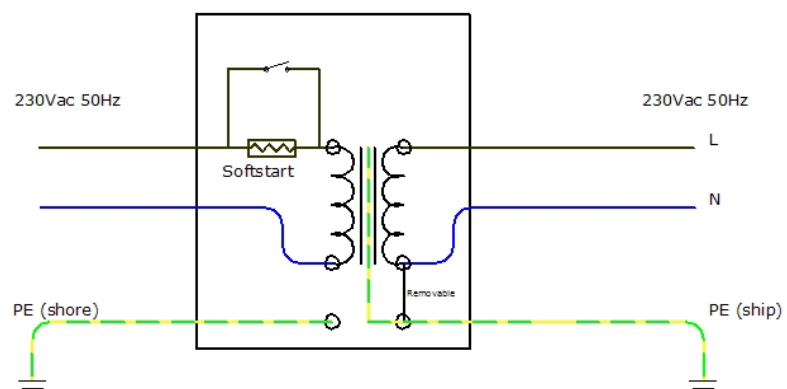 230Vac 50Hz
230Vac 50Hz
L
Softstart
N
Removable
PE (shore)
PE (ship)